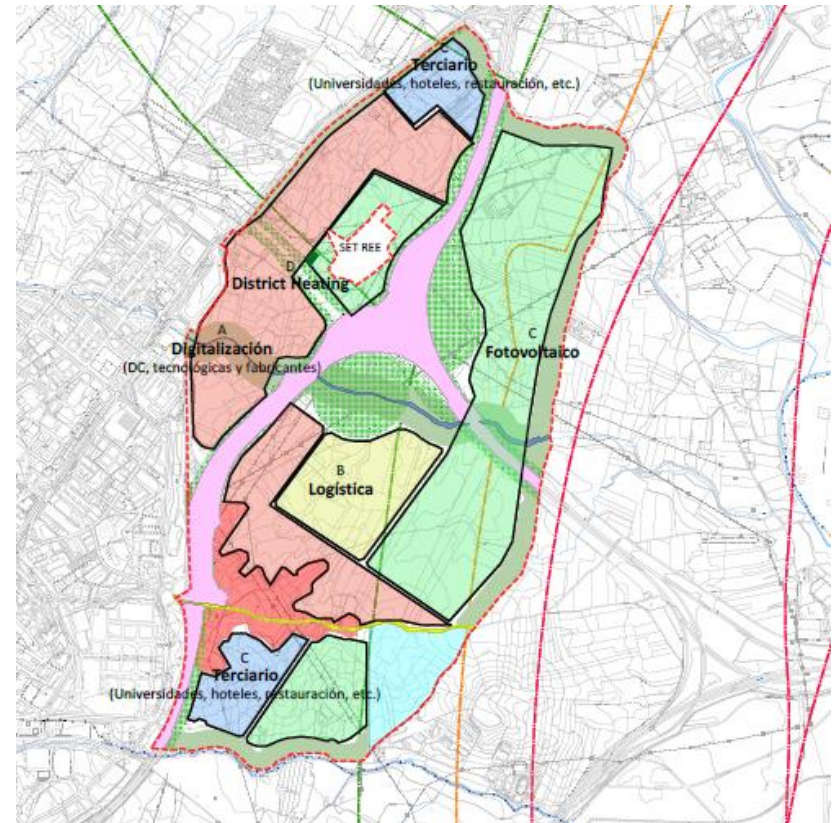 C
Terciario
(Universidades, hoteles, restauración, etc.)
SET REE
D
District Heating
A
Digitalización
(DC, tecnológicas y fabricantes)
C
Fotovoltaico
B
Logística
C
Terciario
(Universidades, hoteles, restauración, etc.)